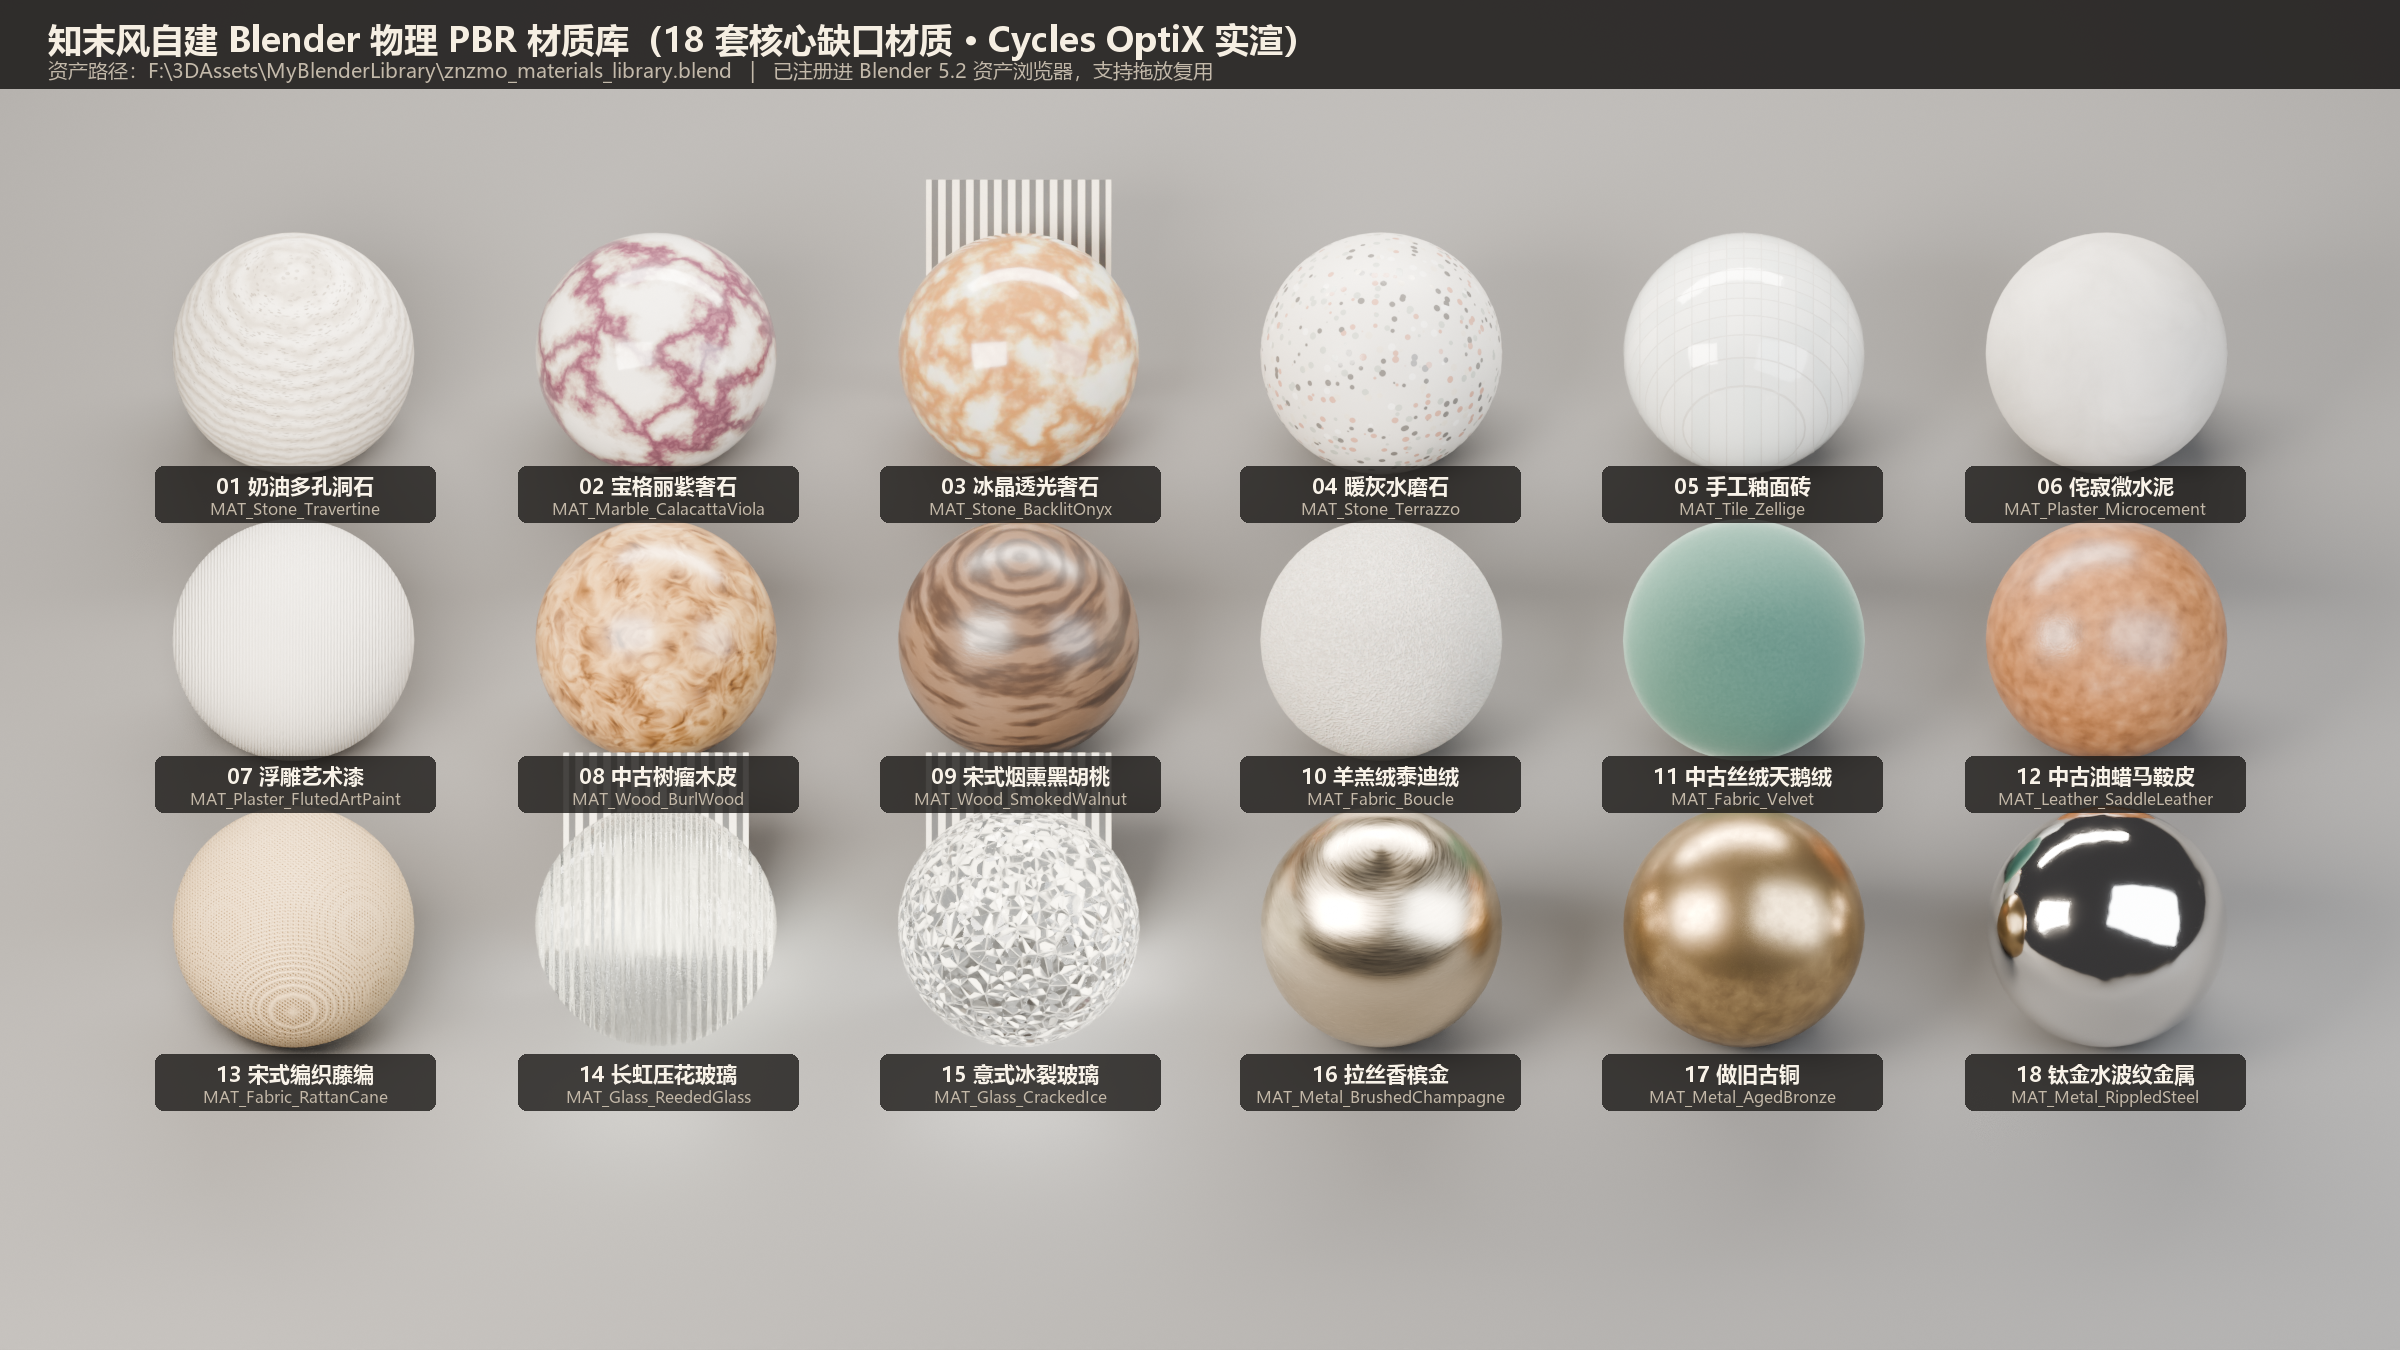 知末风自建 Blender 物理 PBR 材质库（18 套核心缺口材质 • Cycles OptiX 实渲）
资产路径：F:\3DAssets\MyBlenderLibrary\znzmo_materials_library.blend ｜ 已注册进 Blender 5.2 资产浏览器，支持拖放复用
01 奶油多孔洞石
MAT_Stone_Travertine
02 宝格丽紫奢石
MAT_Marble_CalacattaViola
03 冰晶透光奢石
MAT_Stone_BacklitOnyx
04 暖灰水磨石
MAT_Stone_Terrazzo
05 手工釉面砖
MAT_Tile_Zellige
06 侘寂微水泥
MAT_Plaster_Microcement
07 浮雕艺术漆
MAT_Plaster_FlutedArtPaint
08 中古树瘤木皮
MAT_Wood_BurlWood
09 宋式烟熏黑胡桃
MAT_Wood_SmokedWalnut
10 羊羔绒泰迪绒
MAT_Fabric_Boucle
11 中古丝绒天鹅绒
MAT_Fabric_Velvet
12 中古油蜡马鞍皮
MAT_Leather_SaddleLeather
13 宋式编织藤编
MAT_Fabric_RattanCane
14 长虹压花玻璃
MAT_Glass_ReededGlass
15 意式冰裂玻璃
MAT_Glass_CrackedIce
16 拉丝香槟金
MAT_Metal_BrushedChampagne
17 做旧古铜
MAT_Metal_AgedBronze
18 钛金水波纹金属
MAT_Metal_RippledSteel